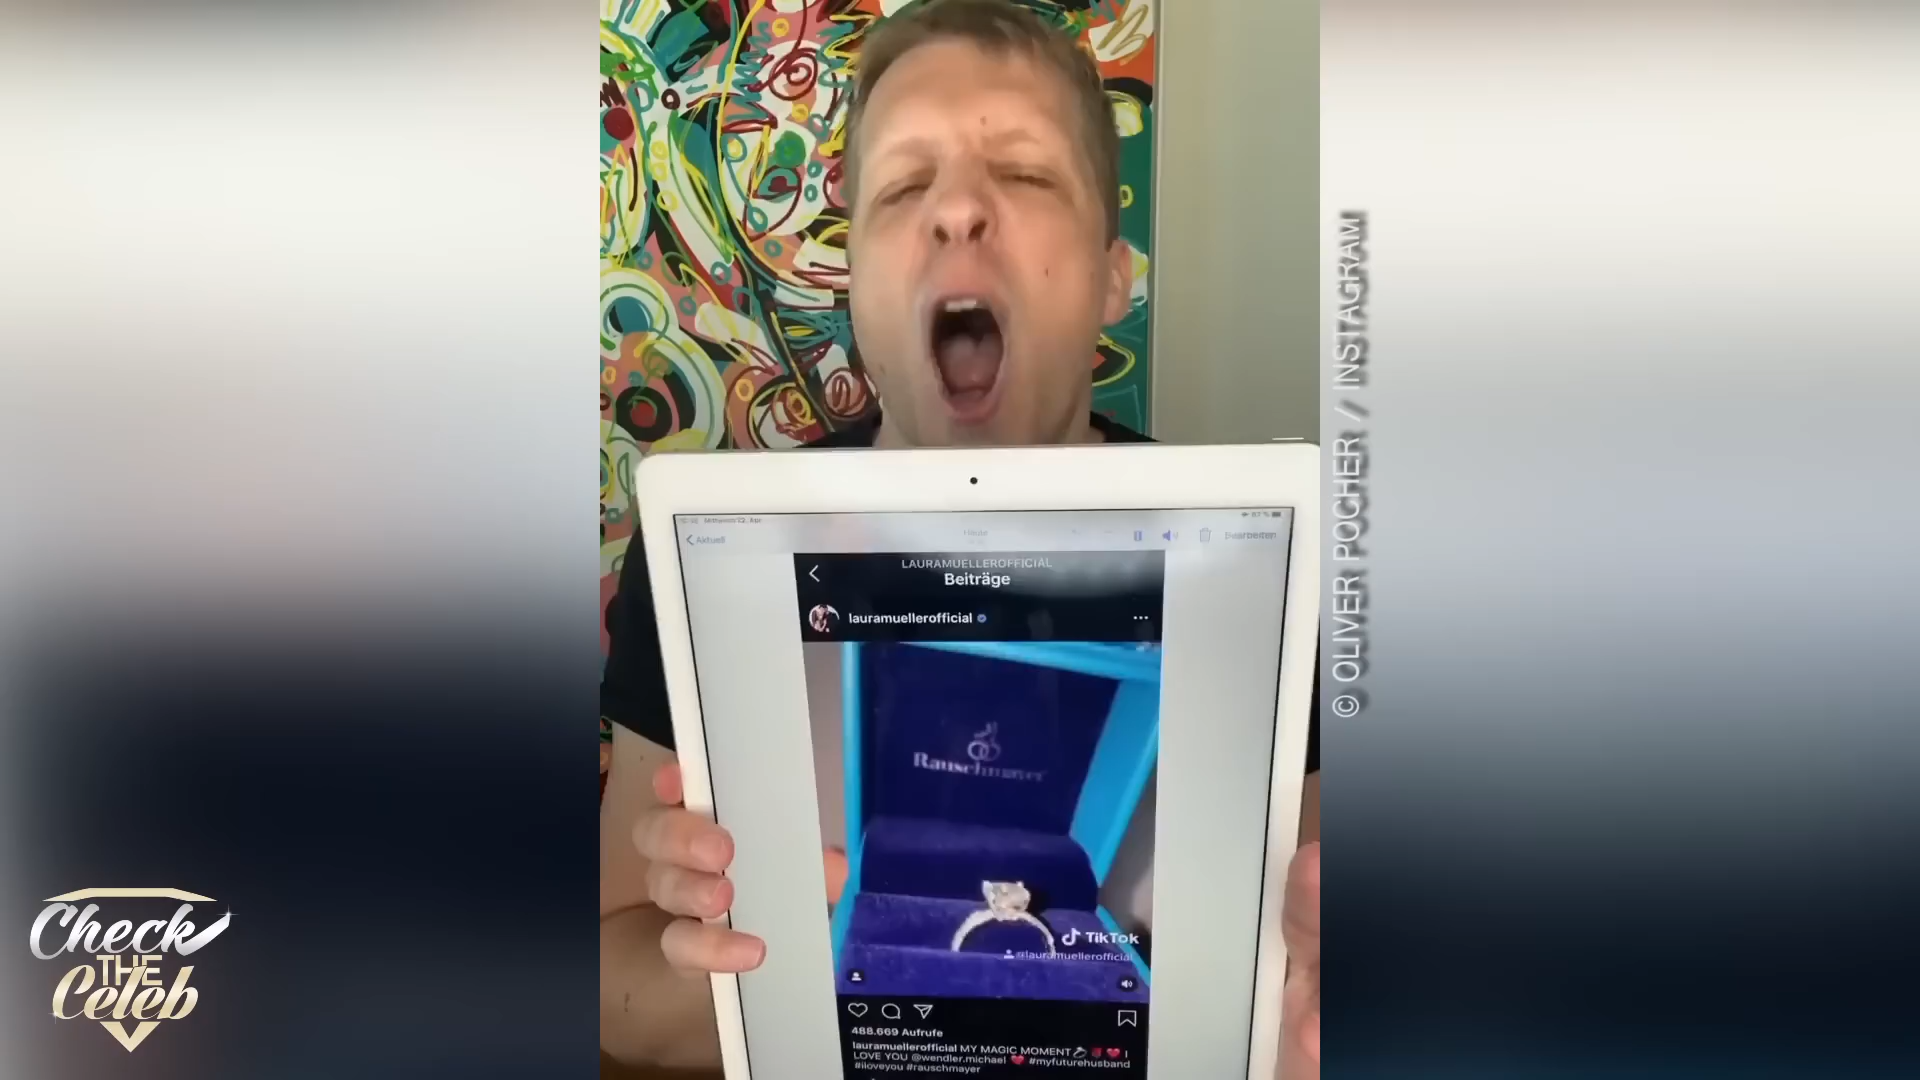 © OLIVER POCHER // INSTAGRAM
Aktuell
Heute
Bearbeiten
LAURAMUELLEROFFICIAL
Beiträge
lauramuellerofficial
Rauschmayer
TikTok
@lauramuellerofficial
488.669 Aufrufe
lauramuellerofficial MY MAGIC MOMENT💍🌹❤️ I
LOVE YOU @wendler.michael ❤️ #myfuturehusband
#iloveyou #rauschmayer
Check
THE
Celeb